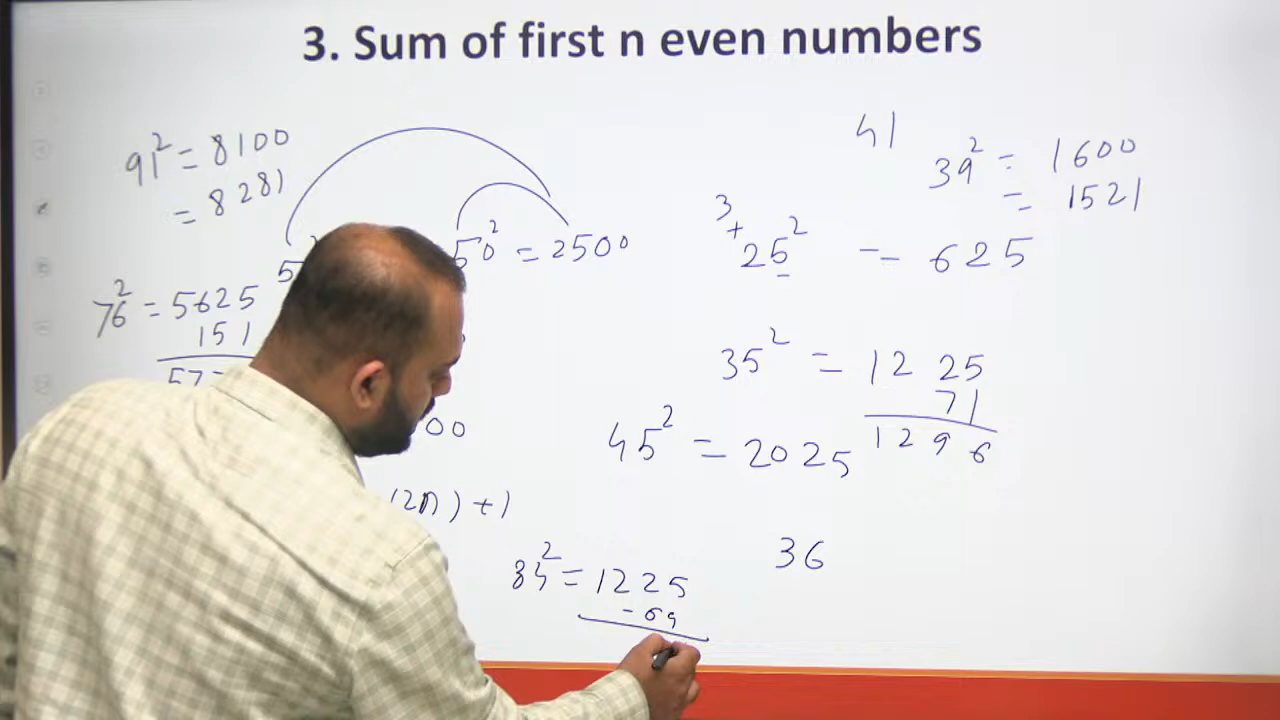 3. Sum of first n even numbers
91² = 8100
= 8281
50² = 2500
76² = 5625
151
57
00
(2n) + 1
41
39² = 1600
= 1521
3
+
25² = 625
35² = 1225
71
1296
45² = 2025
36
= 1225
- 69